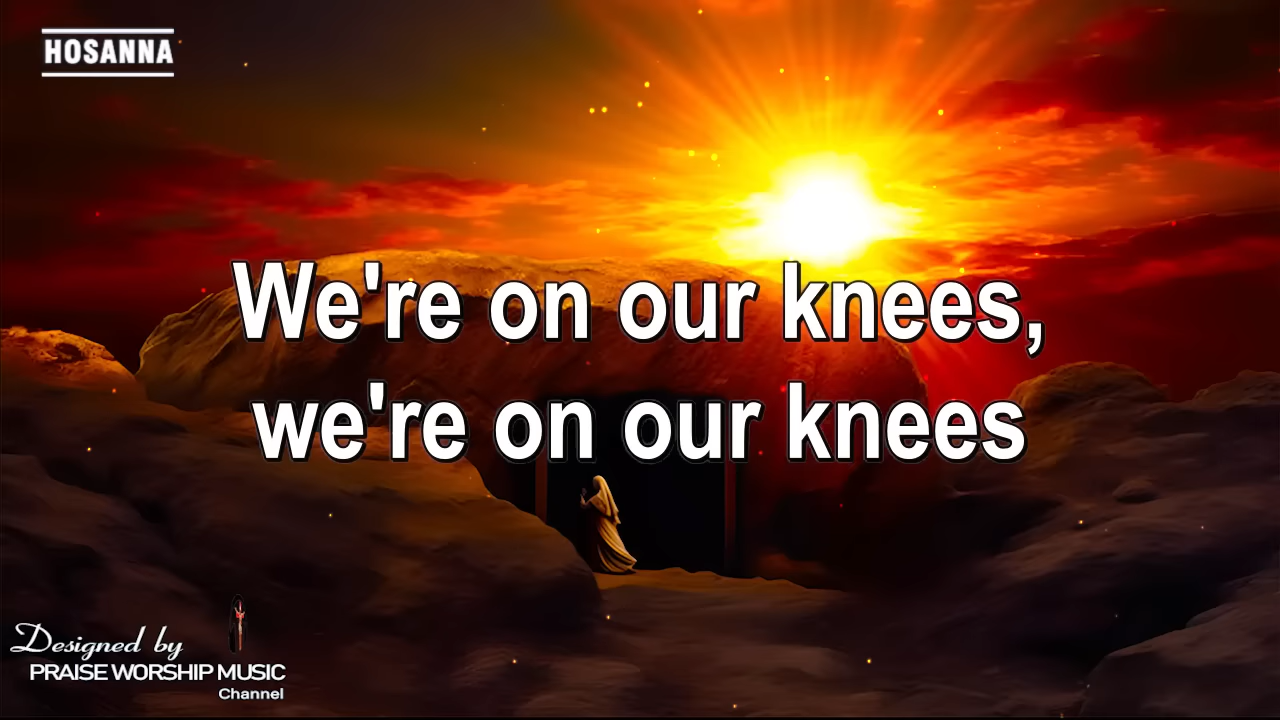 HOSANNA
We're on our knees,
we're on our knees
Designed by
PRAISE WORSHIP MUSIC
Channel